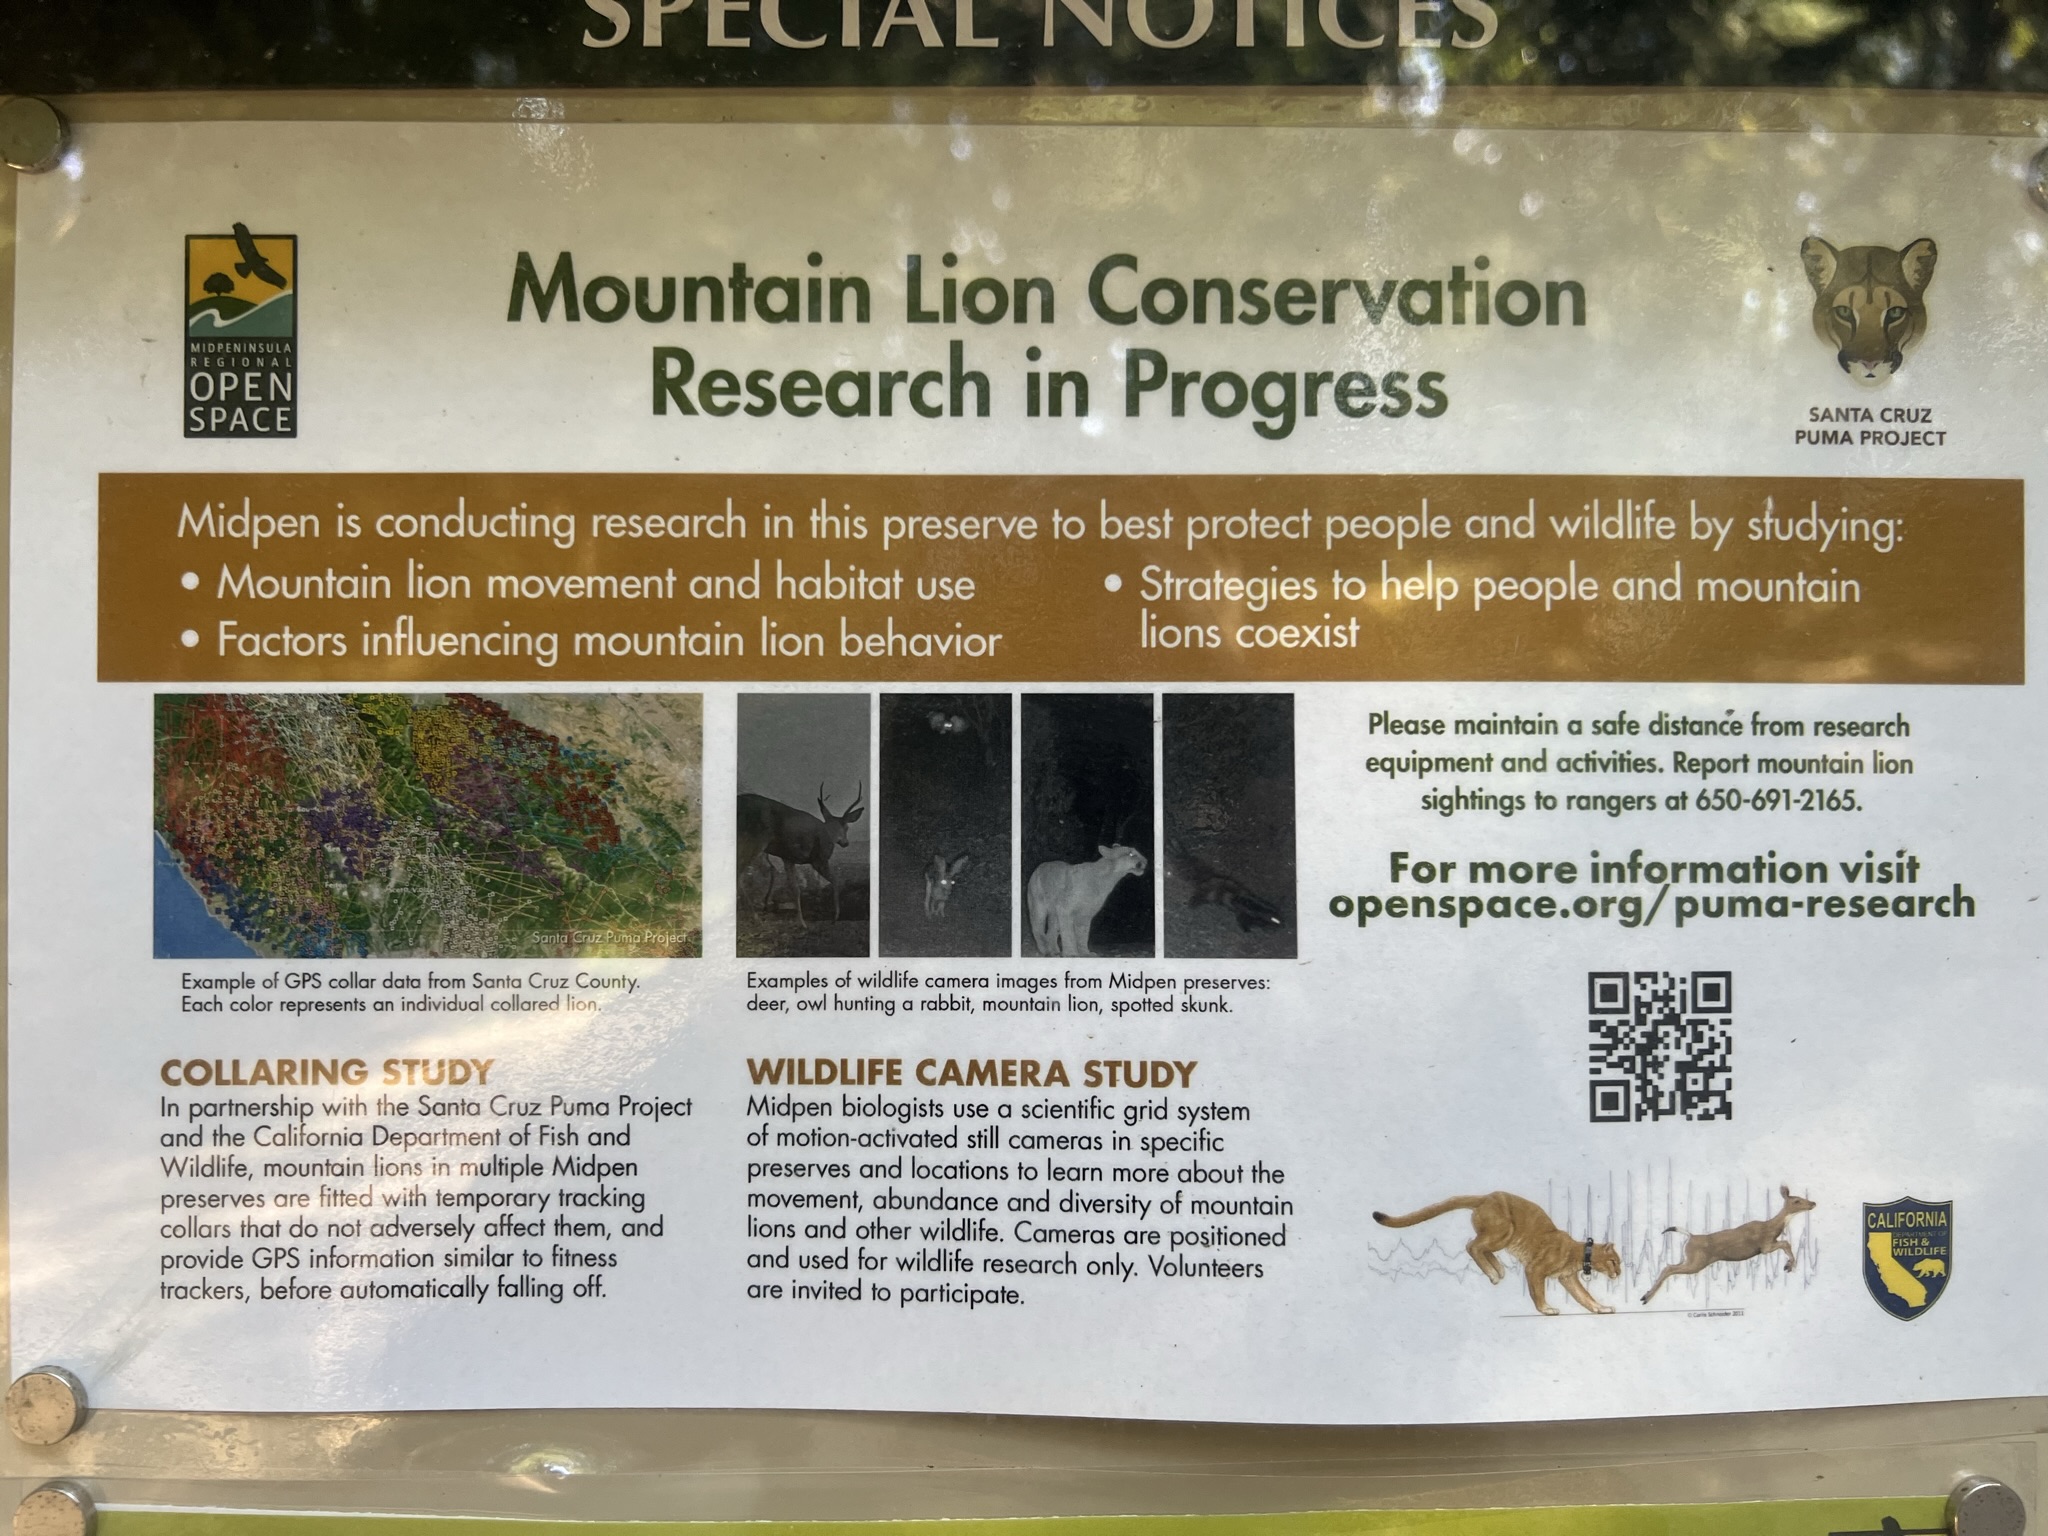 SPECIAL NOTICES
MIDPENINSULA
REGIONAL
OPEN
SPACE
Mountain Lion Conservation
Research in Progress
SANTA CRUZ
PUMA PROJECT
Midpen is conducting research in this preserve to best protect people and wildlife by studying:
• Mountain lion movement and habitat use
• Factors influencing mountain lion behavior
• Strategies to help people and mountain
lions coexist
Santa Cruz Puma Project
Example of GPS collar data from Santa Cruz County.
Each color represents an individual collared lion.
Examples of wildlife camera images from Midpen preserves:
deer, owl hunting a rabbit, mountain lion, spotted skunk.
Please maintain a safe distance from research
equipment and activities. Report mountain lion
sightings to rangers at 650-691-2165.
For more information visit
openspace.org/puma-research
COLLARING STUDY
In partnership with the Santa Cruz Puma Project
and the California Department of Fish and
Wildlife, mountain lions in multiple Midpen
preserves are fitted with temporary tracking
collars that do not adversely affect them, and
provide GPS information similar to fitness
trackers, before automatically falling off.
WILDLIFE CAMERA STUDY
Midpen biologists use a scientific grid system
of motion-activated still cameras in specific
preserves and locations to learn more about the
movement, abundance and diversity of mountain
lions and other wildlife. Cameras are positioned
and used for wildlife research only. Volunteers
are invited to participate.
CALIFORNIA
DEPARTMENT OF
FISH &
WILDLIFE